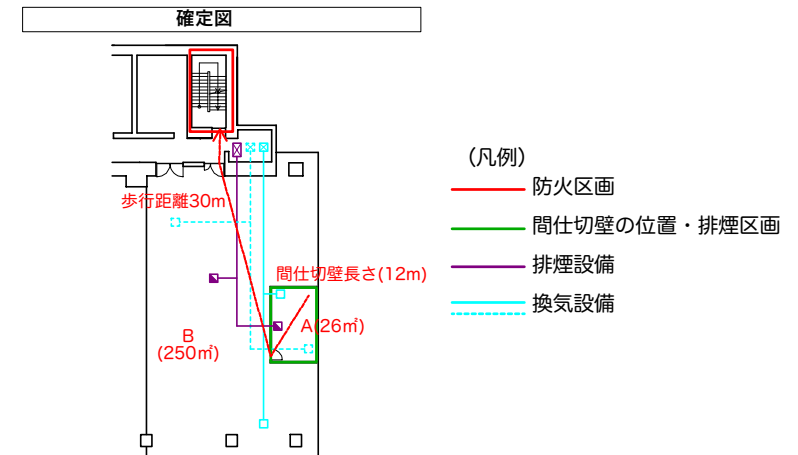 確定図
歩行距離30m
間仕切壁長さ(12m)
A(26㎡)
B
(250㎡)
(凡例)
防火区画
間仕切壁の位置・排煙区画
排煙設備
換気設備